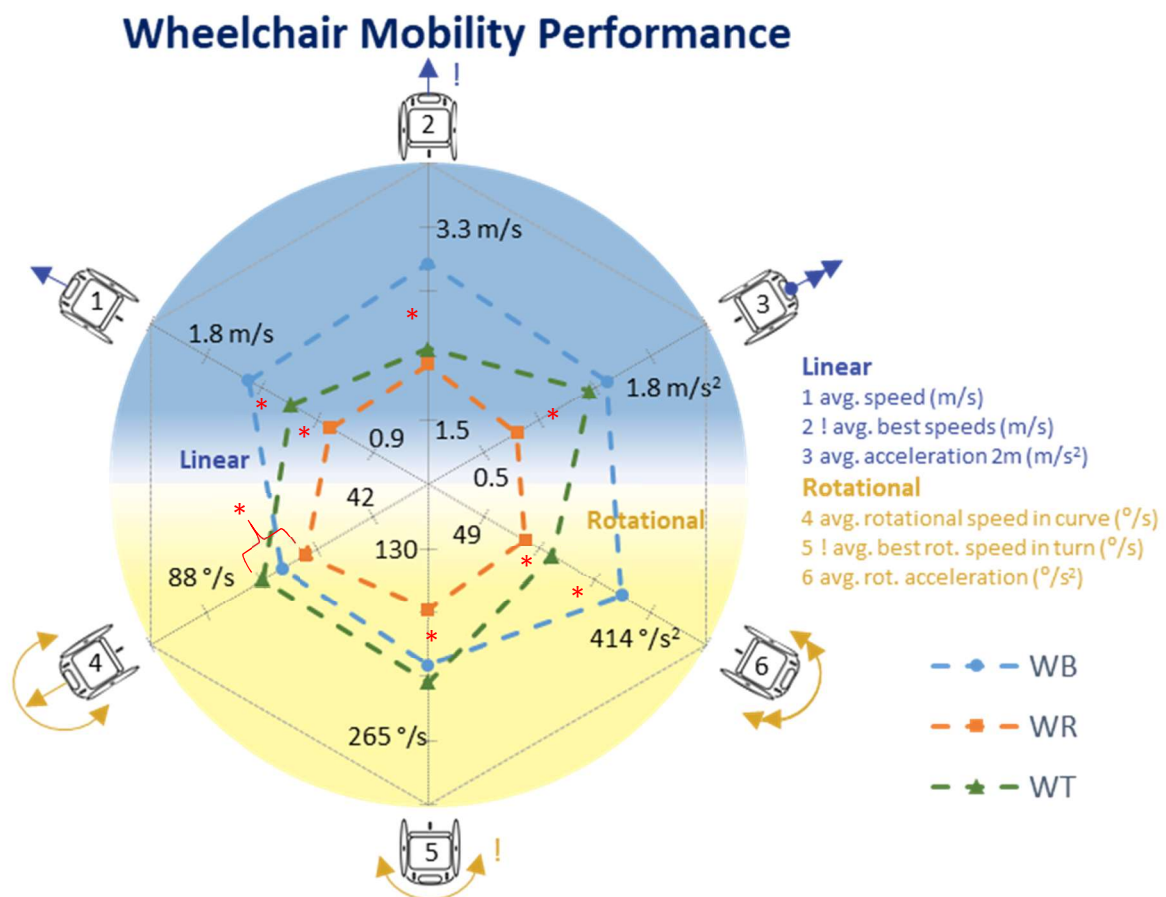 Wheelchair Mobility Performance
!
2
3.3 m/s
1
3
1.8 m/s
*
1.8 m/s²
*
*
*
0.9
1.5
Linear
0.5
42
Rotational
*
49
130
*
88 °/s
*
414 °/s²
*
4
6
265 °/s
5
!
Linear
1 avg. speed (m/s)
2 ! avg. best speeds (m/s)
3 avg. acceleration 2m (m/s²)
Rotational
4 avg. rotational speed in curve (°/s)
5 ! avg. best rot. speed in turn (°/s)
6 avg. rot. acceleration (°/s²)
WB
WR
WT